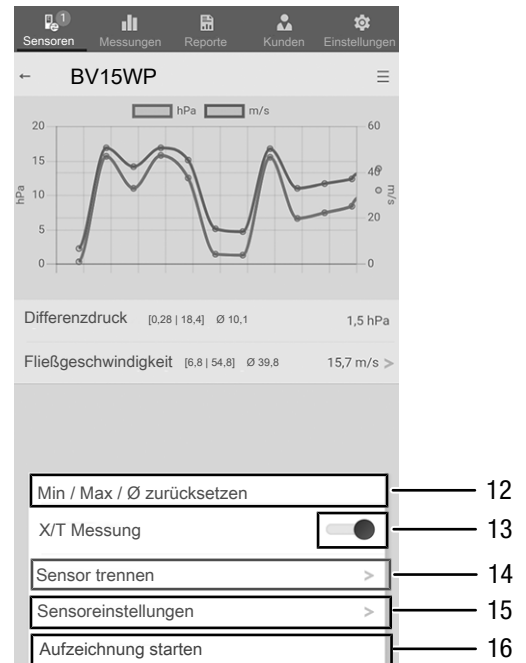 1
Sensoren Messungen Reporte Kunden Einstellungen
← BV15WP ☰
hPa m/s
20 60
15 40
10 20
5
0 0
hPa
m/s
Differenzdruck [0,28 | 18,4] Ø 10,1 1,5 hPa
Fließgeschwindigkeit [6,8 | 54,8] Ø 39,8 15,7 m/s >
Min / Max / Ø zurücksetzen 12
X/T Messung 13
Sensor trennen > 14
Sensoreinstellungen > 15
Aufzeichnung starten 16